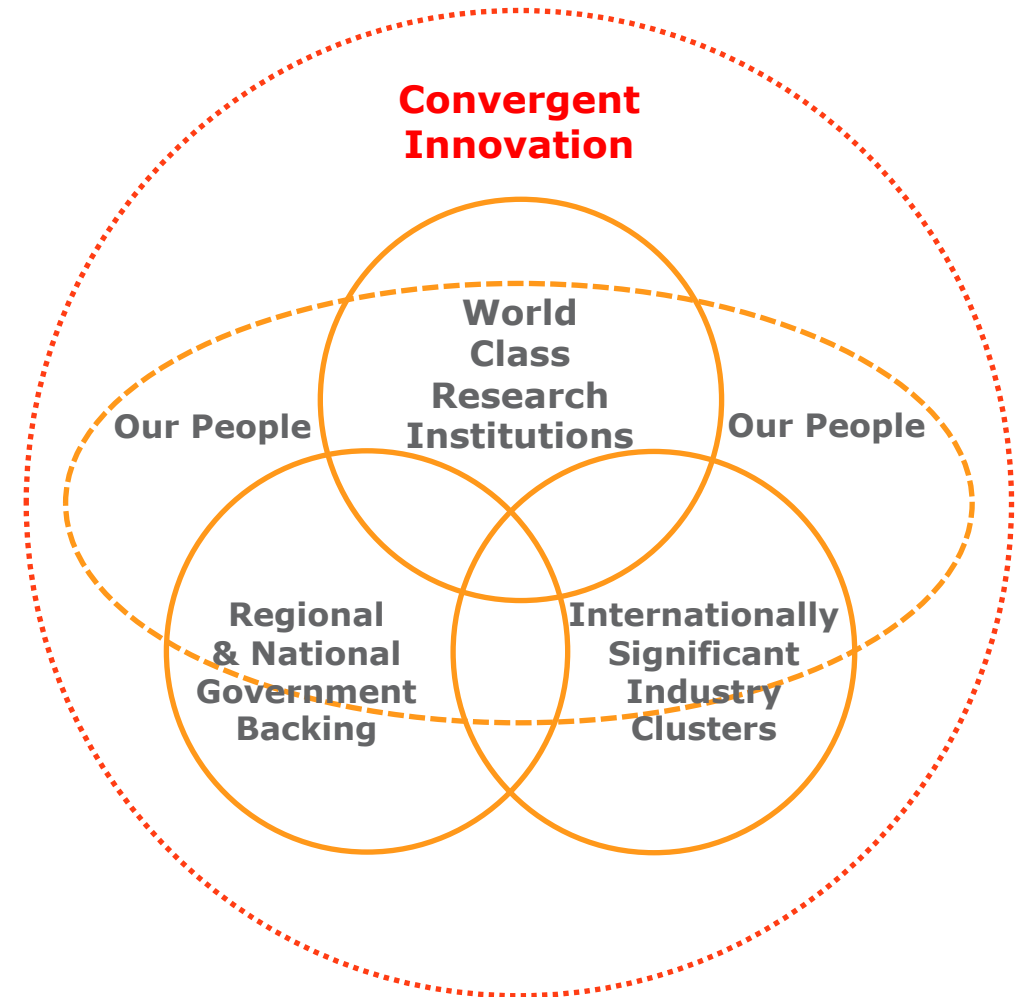 Convergent
Innovation
World
Class
Research
Institutions
Our People
Our People
Regional
& National
Government
Backing
Internationally
Significant
Industry
Clusters